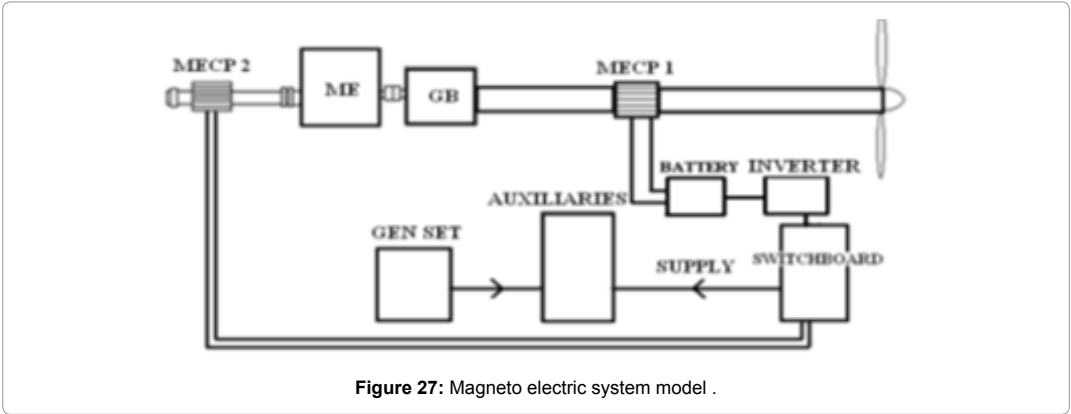 MECP 2
ME
GB
MECP 1
BATTERY
INVERTER
AUXILIARIES
GEN SET
SUPPLY
SWITCHBOARD
Figure 27: Magneto electric system model .